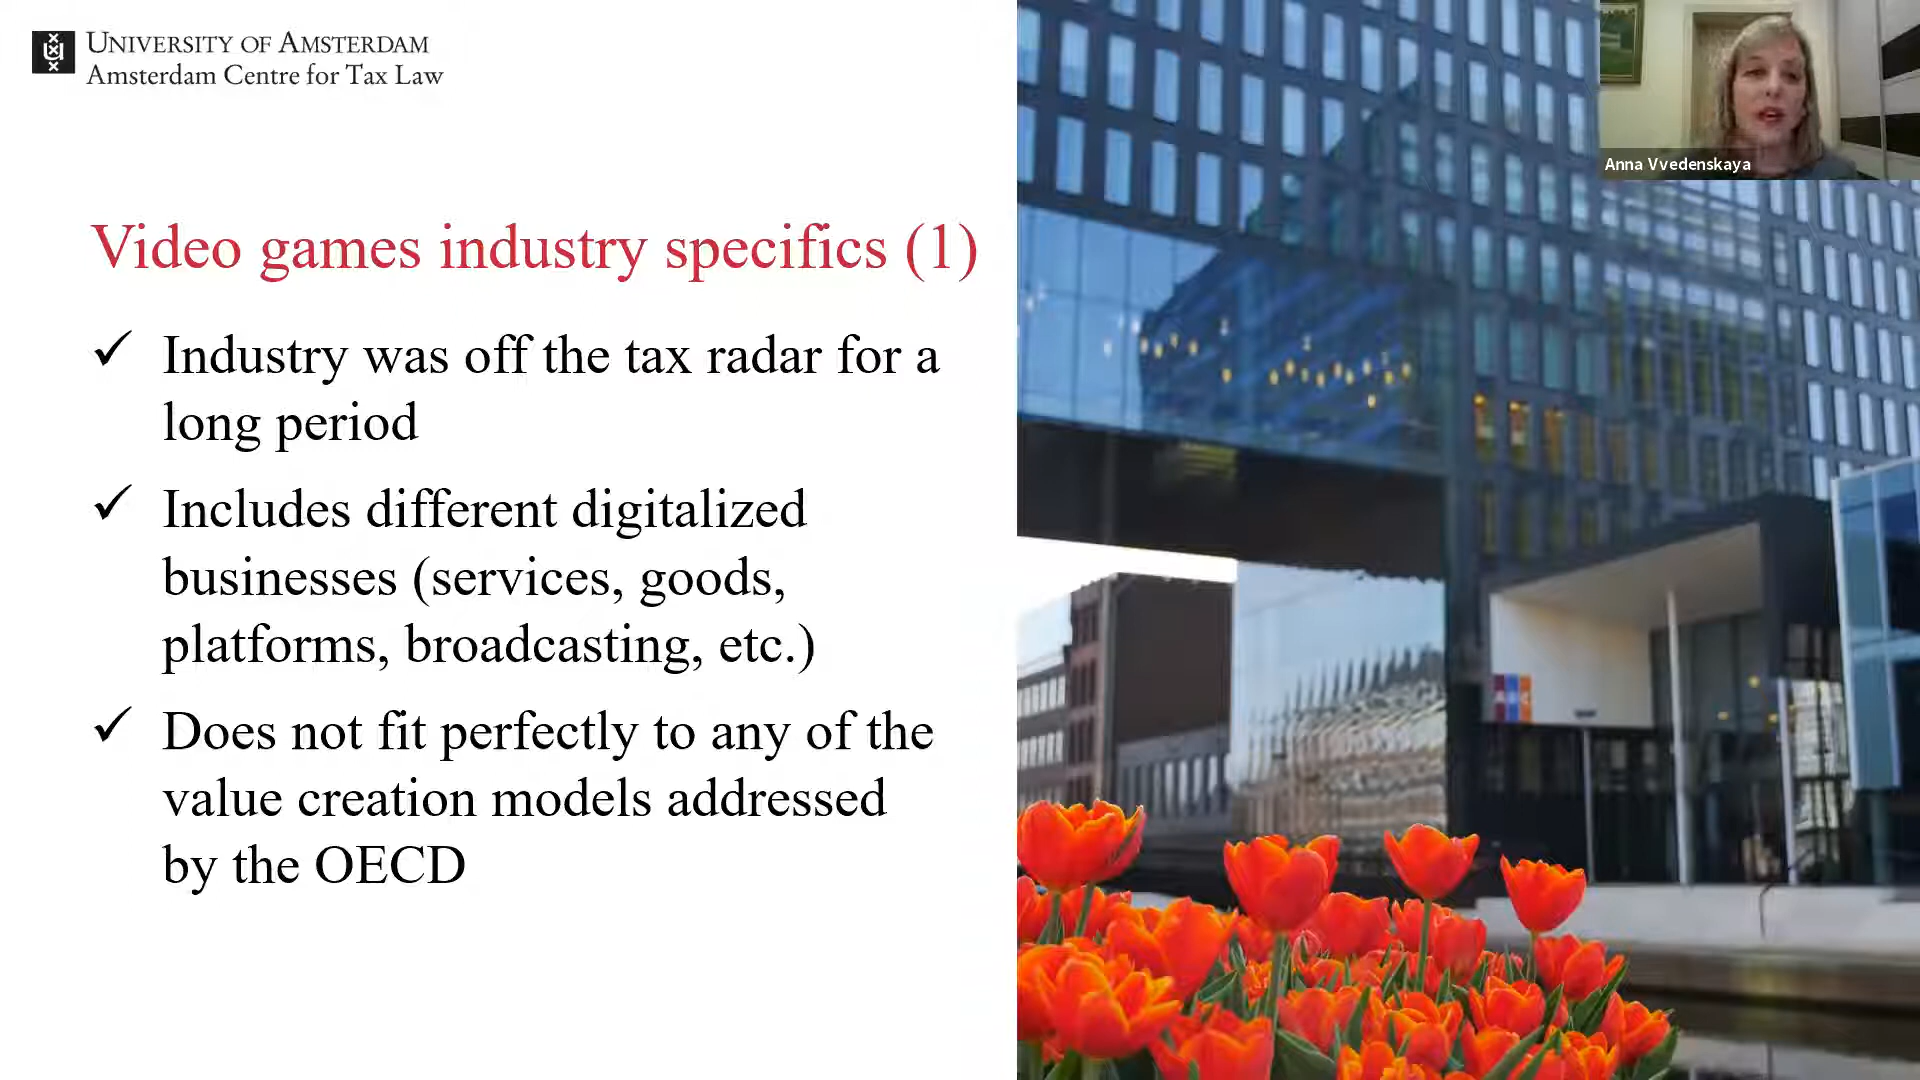 UNIVERSITY OF AMSTERDAM
Amsterdam Centre for Tax Law
Anna Vvedenskaya
Video games industry specifics (1)
✓ Industry was off the tax radar for a
long period
✓ Includes different digitalized
businesses (services, goods,
platforms, broadcasting, etc.)
✓ Does not fit perfectly to any of the
value creation models addressed
by the OECD